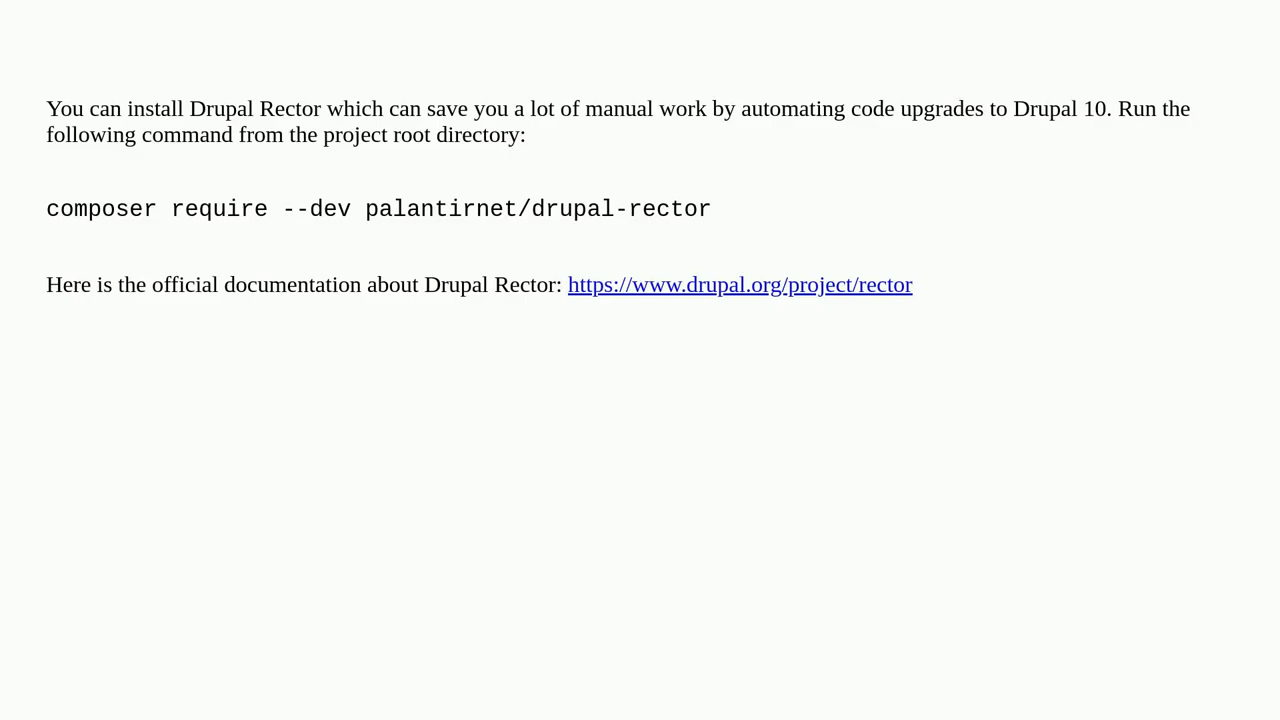 You can install Drupal Rector which can save you a lot of manual work by automating code upgrades to Drupal 10. Run the
following command from the project root directory:
composer require --dev palantirnet/drupal-rector
Here is the official documentation about Drupal Rector: https://www.drupal.org/project/rector